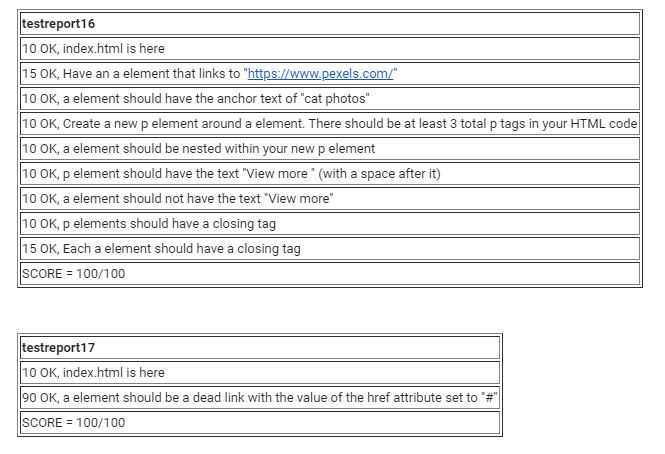 testreport16
10 OK, index.html is here
15 OK, Have an a element that links to "https://www.pexels.com/"
10 OK, a element should have the anchor text of "cat photos"
10 OK, Create a new p element around a element. There should be at least 3 total p tags in your HTML code
10 OK, a element should be nested within your new p element
10 OK, p element should have the text "View more " (with a space after it)
10 OK, a element should not have the text "View more"
10 OK, p elements should have a closing tag
15 OK, Each a element should have a closing tag
SCORE = 100/100
testreport17
10 OK, index.html is here
90 OK, a element should be a dead link with the value of the href attribute set to "#"
SCORE = 100/100